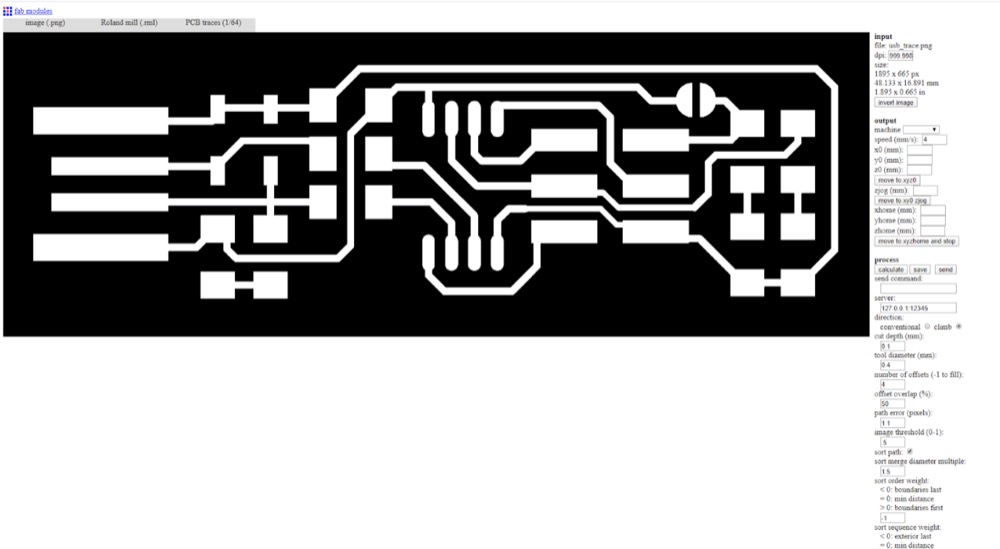 fab modules
image (.png) Roland mill (.rml) PCB traces (1/64)
input
file: usb_trace.png
dpi: 999.998
size:
1895 x 665 px
48.133 x 16.891 mm
1.895 x 0.665 in
invert image
output
machine
speed (mm/s): 4
x0 (mm):
y0 (mm):
z0 (mm):
move to xyz0
zjog (mm):
move to xy0 zjog
xhome (mm):
yhome (mm):
zhome (mm):
move to xyzhome and stop
process
calculate save send
send command:
server:
127.0.0.1:12345
direction:
conventional climb
cut depth (mm):
0.1
tool diameter (mm):
0.4
number of offsets (-1 to fill):
4
offset overlap (%):
50
path error (pixels):
1.1
image threshold (0-1):
.5
sort path:
sort merge diameter multiple:
1.5
sort order weight:
< 0: boundaries last
= 0: min distance
> 0: boundaries first
-1
sort sequence weight:
< 0: exterior last
= 0: min distance